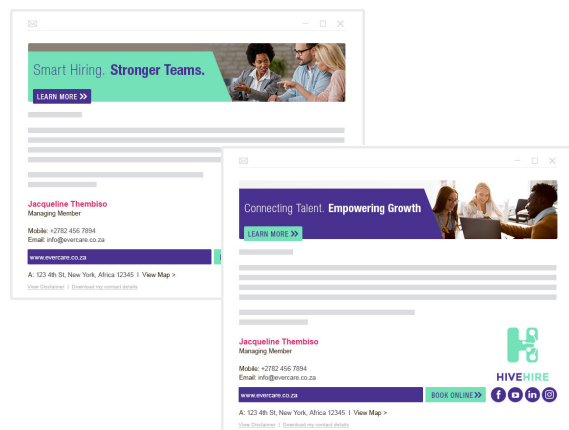 Smart Hiring. Stronger Teams.
LEARN MORE >>
Jacqueline Thembiso
Managing Member
Mobile: +2782 456 7894
Email: info@evercare.co.za
www.evercare.co.za
A: 123 4th St, New York, Africa 12345 I View Map >
View Disclaimer | Download my contact details
Connecting Talent. Empowering Growth
LEARN MORE >>
Jacqueline Thembiso
Managing Member
Mobile: +2782 456 7894
Email: info@evercare.co.za
HIVEHIRE
www.evercare.co.za
BOOK ONLINE >>
A: 123 4th St, New York, Africa 12345 I View Map >
View Disclaimer | Download my contact details